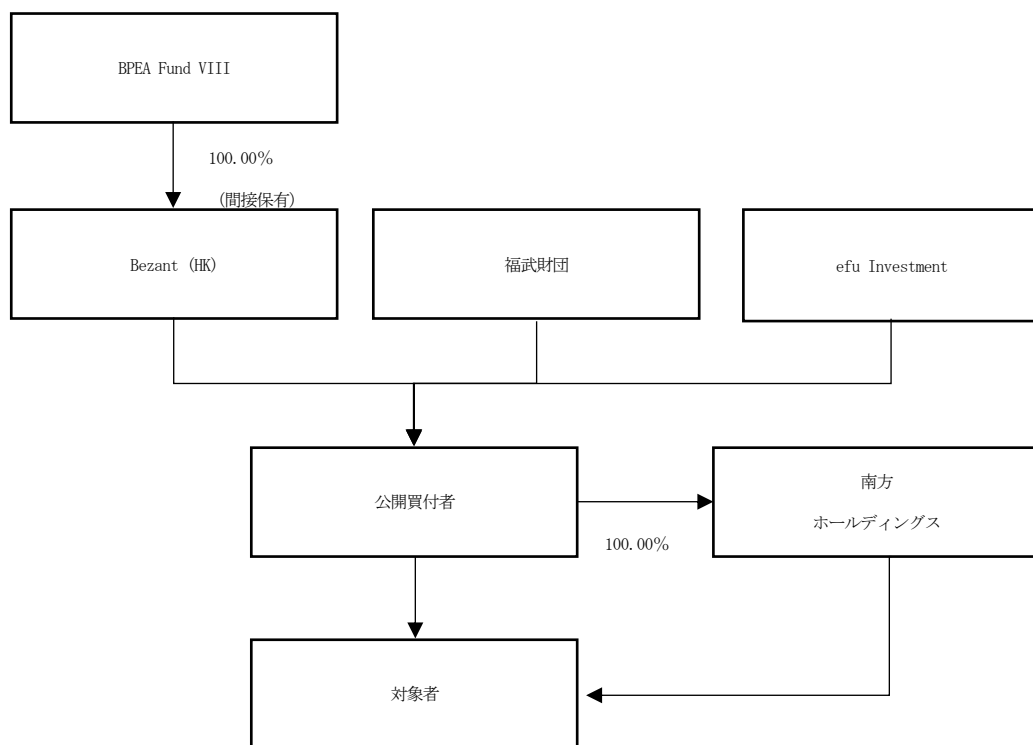 BPEA Fund VIII
100.00%
(間接保有)
Bezant (HK)
福武財団
efu Investment
公開買付者
100.00%
南方
ホールディングス
対象者